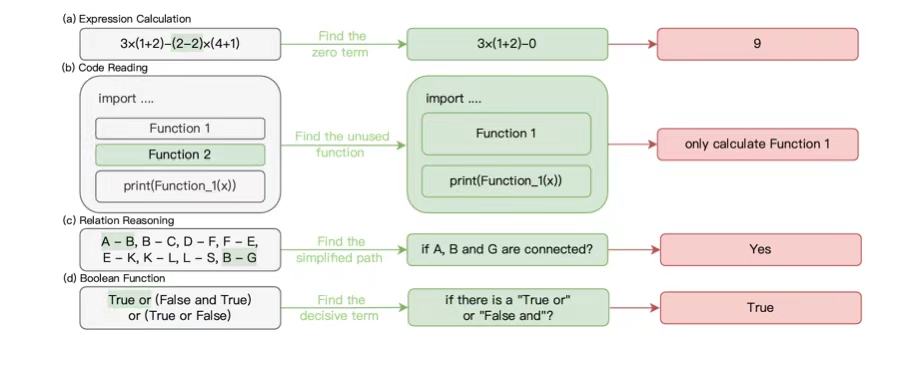 (a) Expression Calculation
3×(1+2)−(2−2)×(4+1)
Find the
zero term
3×(1+2)−0
9
(b) Code Reading
import ....
Function 1
Function 2
print(Function_1(x))
Find the unused
function
import ....
Function 1
print(Function_1(x))
only calculate Function 1
(c) Relation Reasoning
A − B, B − C, D − F, F − E,
E − K, K − L, L − S, B − G
Find the
simplified path
if A, B and G are connected?
Yes
(d) Boolean Function
True or (False and True)
or (True or False)
Find the
decisive term
if there is a "True or"
or "False and"?
True